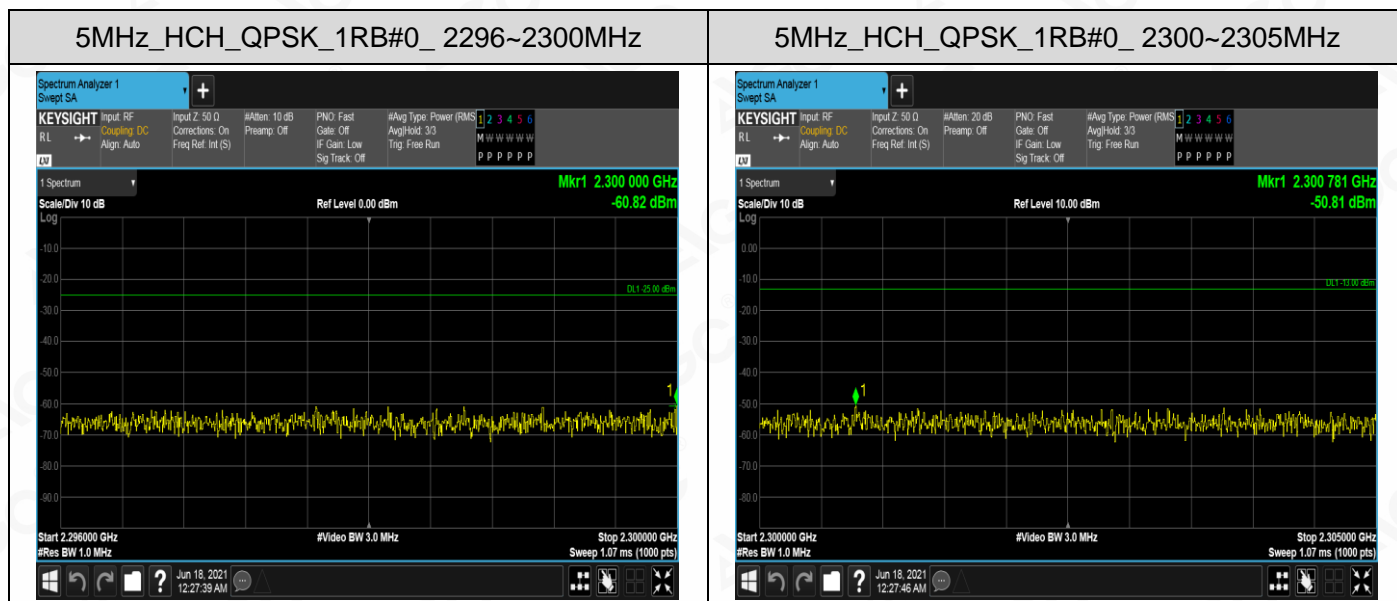 5MHz_HCH_QPSK_1RB#0_ 2296~2300MHz
Spectrum Analyzer 1
Swept SA
+
KEYSIGHT
RL
Input: RF
Coupling: DC
Align: Auto
Input Z: 50 Ω
Corrections: On
Freq Ref: Int (S)
#Atten: 10 dB
Preamp: Off
PNO: Fast
Gate: Off
IF Gain: Low
Sig Track: Off
#Avg Type: Power (RMS
Avg|Hold: 3/3
Trig: Free Run
1 2 3 4 5 6
M W W W W W
P P P P P P
1 Spectrum
Mkr1 2.300 000 GHz
Scale/Div 10 dB
Ref Level 0.00 dBm
-60.82 dBm
Log
-10.0
-20.0
DL1 -25.00 dBm
-30.0
-40.0
-50.0
1
-60.0
-70.0
-80.0
-90.0
Start 2.296000 GHz
#Video BW 3.0 MHz
Stop 2.300000 GHz
#Res BW 1.0 MHz
Sweep 1.07 ms (1000 pts)
?
Jun 18, 2021
12:27:39 AM
5MHz_HCH_QPSK_1RB#0_ 2300~2305MHz
Spectrum Analyzer 1
Swept SA
+
KEYSIGHT
RL
Input: RF
Coupling: DC
Align: Auto
Input Z: 50 Ω
Corrections: On
Freq Ref: Int (S)
#Atten: 20 dB
Preamp: Off
PNO: Fast
Gate: Off
IF Gain: Low
Sig Track: Off
#Avg Type: Power (RMS
Avg|Hold: 3/3
Trig: Free Run
1 2 3 4 5 6
M W W W W W
P P P P P P
1 Spectrum
Mkr1 2.300 781 GHz
Scale/Div 10 dB
Ref Level 10.00 dBm
-50.81 dBm
Log
0.00
-10.0
DL1 -13.00 dBm
-20.0
-30.0
-40.0
1
-50.0
-60.0
-70.0
-80.0
Start 2.300000 GHz
#Video BW 3.0 MHz
Stop 2.305000 GHz
#Res BW 1.0 MHz
Sweep 1.07 ms (1000 pts)
?
Jun 18, 2021
12:27:46 AM